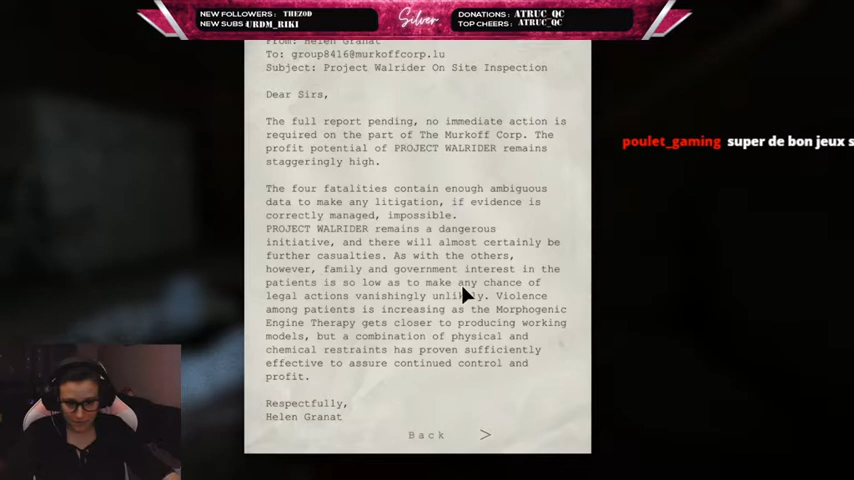 NEW FOLLOWERS : THEZOD
NEW SUBS : URDM_RIKI
Silver
DONATIONS : ATRUC_QC
TOP CHEERS : ATRUC_QC
From: Helen Granat
To: group8416@murkoffcorp.lu
Subject: Project Walrider On Site Inspection
Dear Sirs,
The full report pending, no immediate action is
required on the part of The Murkoff Corp. The
profit potential of PROJECT WALRIDER remains
staggeringly high.
The four fatalities contain enough ambiguous
data to make any litigation, if evidence is
correctly managed, impossible.
PROJECT WALRIDER remains a dangerous
initiative, and there will almost certainly be
further casualties. As with the others,
however, family and government interest in the
patients is so low as to make any chance of
legal actions vanishingly unlikely. Violence
among patients is increasing as the Morphogenic
Engine Therapy gets closer to producing working
models, but a combination of physical and
chemical restraints has proven sufficiently
effective to assure continued control and
profit.
Respectfully,
Helen Granat
Back >
poulet_gaming super de bon jeux s